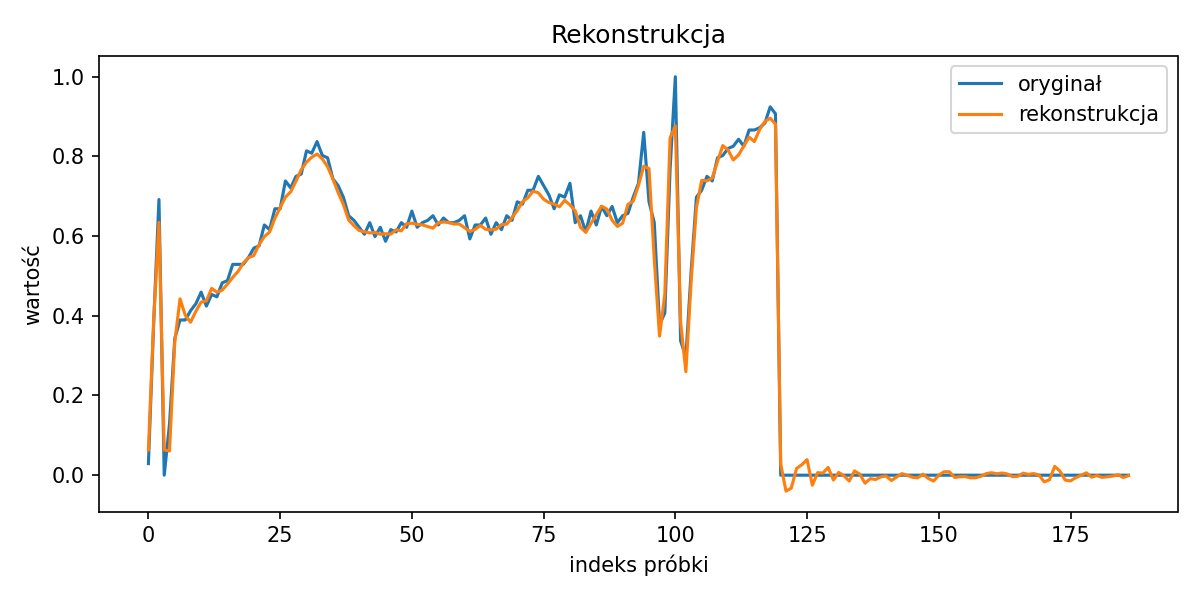 Rekonstrukcja
1.0
0.8
0.6
0.4
0.2
0.0
wartość
oryginał
rekonstrukcja
0 25 50 75 100 125 150 175
indeks próbki